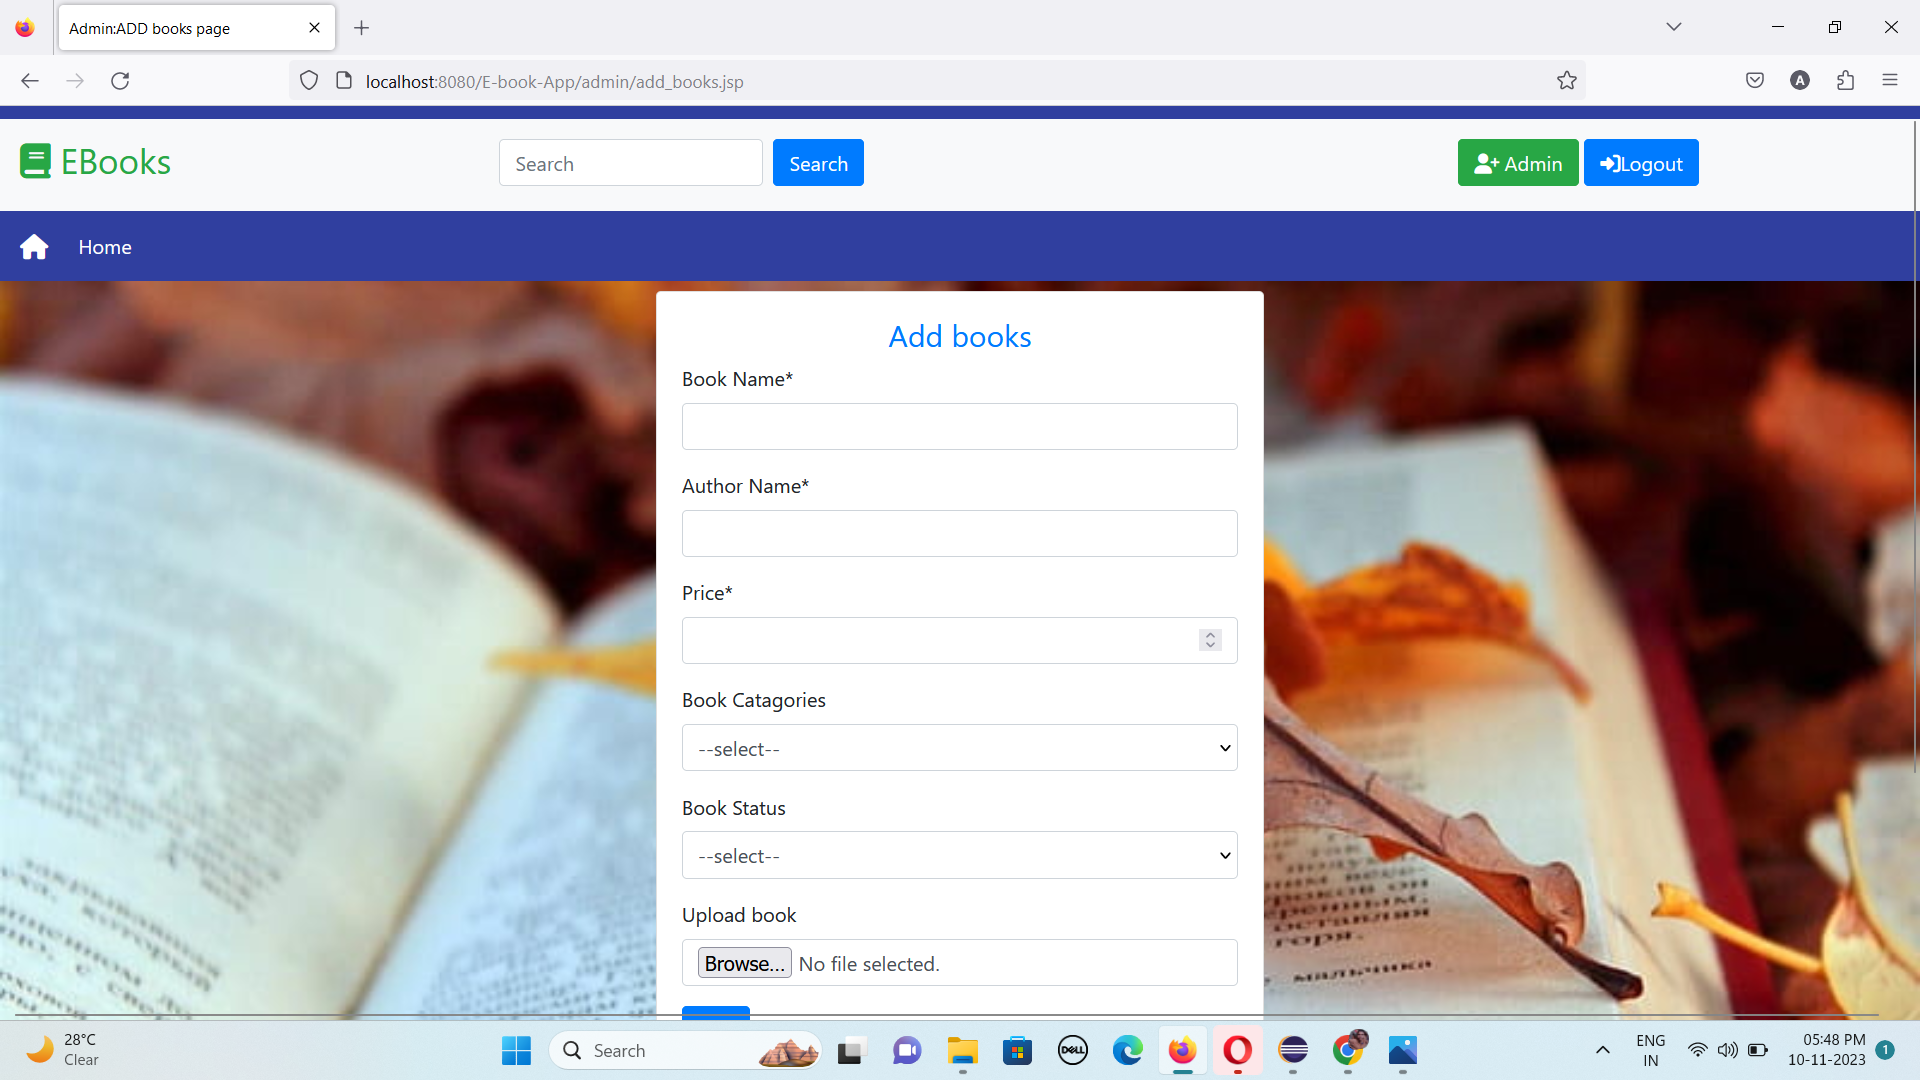 Admin:ADD books page
localhost:8080/E-book-App/admin/add_books.jsp
A
EBooks
Search
Search
Admin
Logout
Home
Add books
Book Name*
Author Name*
Price*
Book Catagories
--select--
Book Status
--select--
Upload book
Browse... No file selected.
28°C
Clear
Search
DELL
ENG
IN
05:48 PM
10-11-2023
1